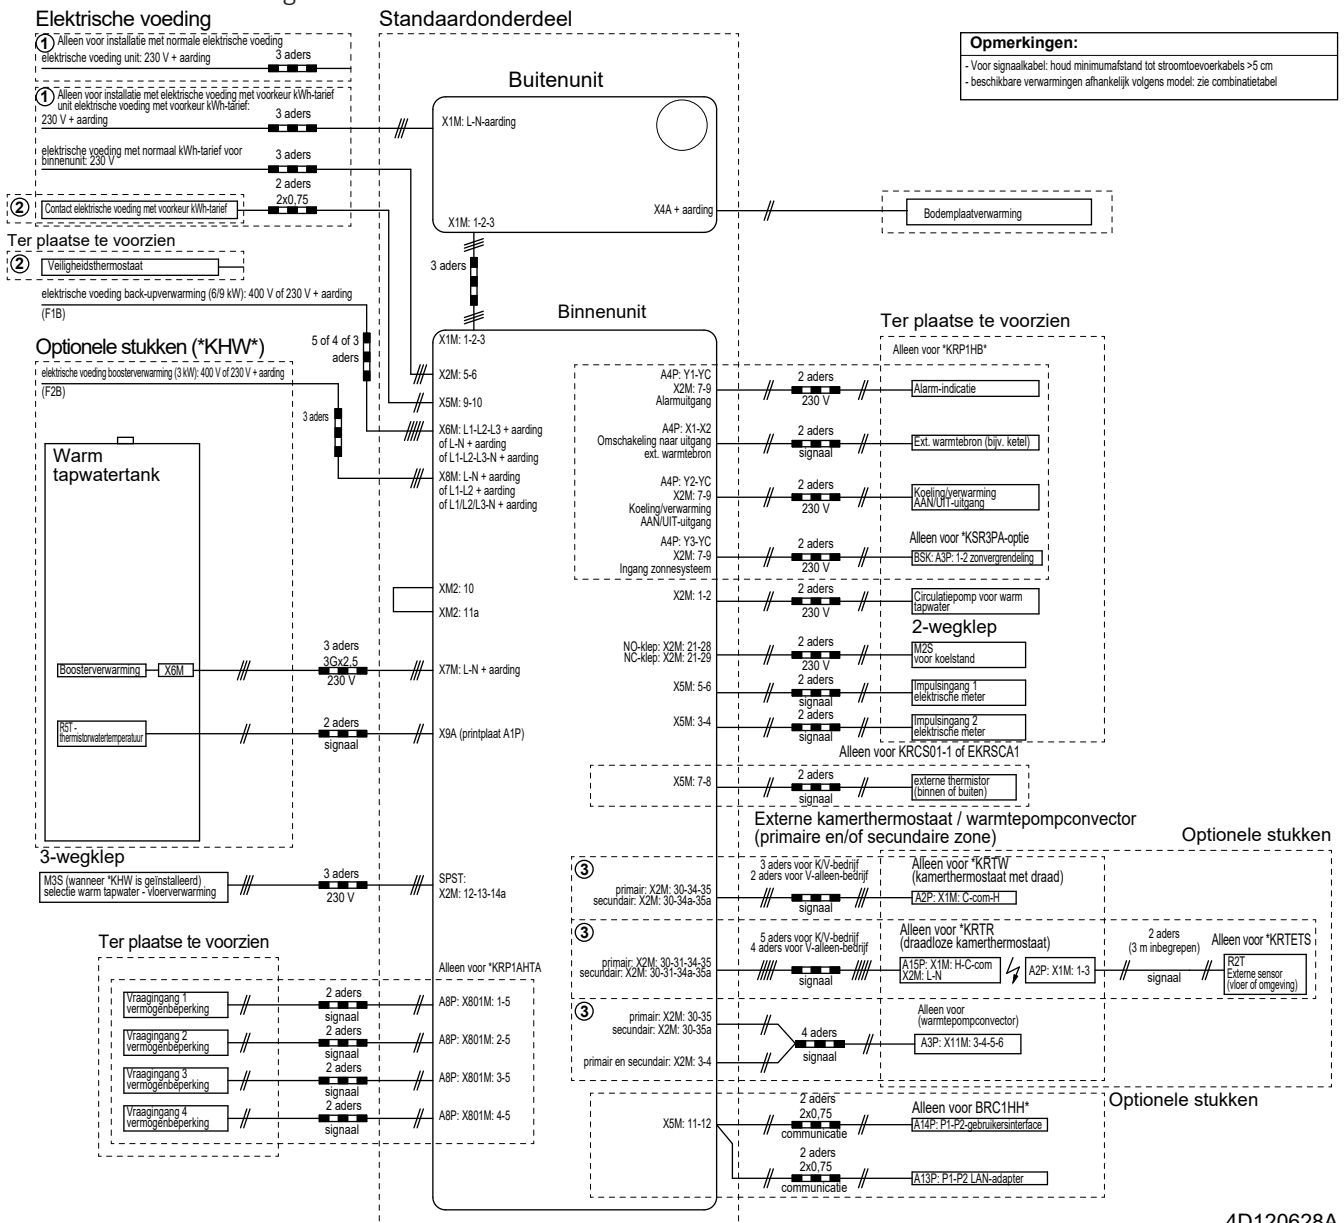 Elektrische voeding
① Alleen voor installatie met normale elektrische voeding
elektrische voeding unit: 230 V + aarding
3 aders
① Alleen voor installatie met elektrische voeding met voorkeur kWh-tarief
unit elektrische voeding met voorkeur kWh-tarief:
230 V + aarding
3 aders
elektrische voeding met normaal kWh-tarief voor
binnenunit: 230 V
3 aders
2 aders
2x0,75
② Contact elektrische voeding met voorkeur kWh-tarief
Ter plaatse te voorzien
② Veiligheidsthermostaat
elektrische voeding back-upverwarming (6/9 kW): 400 V of 230 V + aarding
(F1B)
5 of 4 of 3
aders
Optionele stukken (*KHW*)
elektrische voeding boosterverwarming (3 kW): 400 V of 230 V + aarding
(F2B)
3 aders
Warm
tapwatertank
Boosterverwarming
X6M
3 aders
3Gx2,5
230 V
R5T -
thermistorwatertemperatuur
2 aders
signaal
3-wegklep
M3S (wanneer *KHW is geïnstalleerd)
selectie warm tapwater - vloerverwarming
3 aders
230 V
Ter plaatse te voorzien
Vraagingang 1
vermogenbeperking
2 aders
signaal
Vraagingang 2
vermogenbeperking
2 aders
signaal
Vraagingang 3
vermogenbeperking
2 aders
signaal
Vraagingang 4
vermogenbeperking
2 aders
signaal
Standaardonderdeel
Buitenunit
X1M: L-N-aarding
X4A + aarding
X1M: 1-2-3
Bodemplaatverwarming
3 aders
Binnenunit
X1M: 1-2-3
X2M: 5-6
X5M: 9-10
X6M: L1-L2-L3 + aarding
of L-N + aarding
of L1-L2-L3-N + aarding
X8M: L-N + aarding
of L1-L2 + aarding
of L1/L2/L3-N + aarding
XM2: 10
XM2: 11a
X7M: L-N + aarding
X9A (printplaat A1P)
SPST:
X2M: 12-13-14a
Alleen voor *KRP1AHTA
A8P: X801M: 1-5
A8P: X801M: 2-5
A8P: X801M: 3-5
A8P: X801M: 4-5
Opmerkingen:
- Voor signaalkabel: houd minimumafstand tot stroomtoevoerkabels >5 cm
- beschikbare verwarmingen afhankelijk volgens model: zie combinatietabel
Ter plaatse te voorzien
Alleen voor *KRP1HB*
A4P: Y1-YC
X2M: 7-9
Alarmuitgang
2 aders
230 V
Alarm-indicatie
A4P: X1-X2
Omschakeling naar uitgang
ext. warmtebron
2 aders
signaal
Ext. warmtebron (bijv. ketel)
A4P: Y2-YC
X2M: 7-9
Koeling/verwarming
AAN/UIT-uitgang
2 aders
230 V
Koeling/verwarming
AAN/UIT-uitgang
Alleen voor *KSR3PA-optie
A4P: Y3-YC
X2M: 7-9
Ingang zonnesysteem
2 aders
230 V
BSK: A3P: 1-2 zonvergrendeling
X2M: 1-2
2 aders
230 V
Circulatiepomp voor warm
tapwater
2-wegklep
NO-klep: X2M: 21-28
NC-klep: X2M: 21-29
2 aders
230 V
M2S
voor koelstand
X5M: 5-6
2 aders
signaal
Impulsingang 1
elektrische meter
X5M: 3-4
2 aders
signaal
Impulsingang 2
elektrische meter
Alleen voor KRCS01-1 of EKRSCA1
X5M: 7-8
2 aders
signaal
externe thermistor
(binnen of buiten)
Externe kamerthermostaat / warmtepompconvector
(primaire en/of secundaire zone)
Optionele stukken
③
primair: X2M: 30-34-35
secundair: X2M: 30-34a-35a
3 aders voor K/V-bedrijf
2 aders voor V-alleen-bedrijf
signaal
Alleen voor *KRTW
(kamerthermostaat met draad)
A2P: X1M: C-com-H
③
primair: X2M: 30-31-34-35
secundair: X2M: 30-31-34a-35a
5 aders voor K/V-bedrijf
4 aders voor V-alleen-bedrijf
signaal
Alleen voor *KRTR
(draadloze kamerthermostaat)
A15P: X1M: H-C-com
X2M: L-N
A2P: X1M: 1-3
2 aders
(3 m inbegrepen)
signaal
Alleen voor *KRTETS
R2T
Externe sensor
(vloer of omgeving)
③
primair: X2M: 30-35
secundair: X2M: 30-35a
primair en secundair: X2M: 3-4
4 aders
signaal
Alleen voor
(warmtepompconvector)
A3P: X11M: 3-4-5-6
Optionele stukken
X5M: 11-12
2 aders
2x0,75
communicatie
Alleen voor BRC1HH*
A14P: P1-P2-gebruikersinterface
2 aders
2x0,75
communicatie
A13P: P1-P2 LAN-adapter
4D120628A